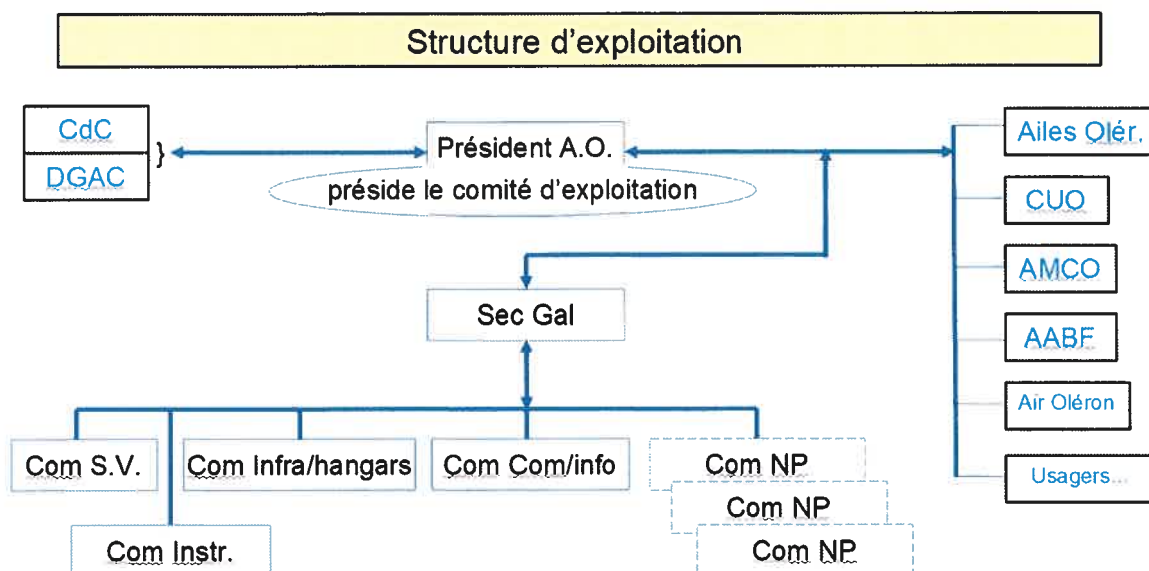 Structure d'exploitation
CdC
DGAC
}
Président A.O.
préside le comité d'exploitation
Ailes Olér.
CUO
AMCO
AABF
Air Oléron
Usagers...
Sec Gal
Com S.V.
Com Infra/hangars
Com Com/info
Com NP
Com NP
Com NP
Com Instr.